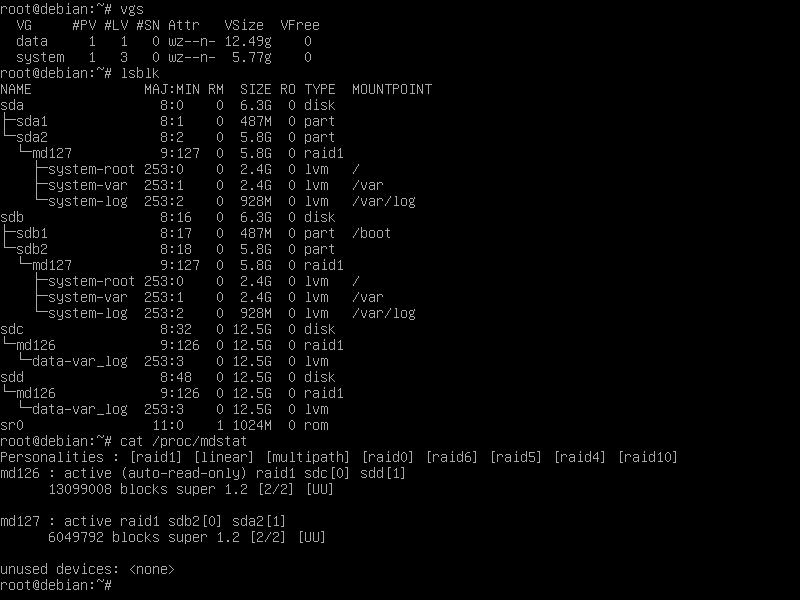 root@debian:~# vgs
  VG     #PV #LV #SN Attr   VSize  VFree
  data     1   1   0 wz--n- 12.49g    0
  system   1   3   0 wz--n-  5.77g    0
root@debian:~# lsblk
NAME              MAJ:MIN RM  SIZE RO TYPE  MOUNTPOINT
sda                 8:0    0  6.3G  0 disk
├─sda1              8:1    0  487M  0 part
└─sda2              8:2    0  5.8G  0 part
  └─md127           9:127  0  5.8G  0 raid1
    ├─system-root 253:0    0  2.4G  0 lvm   /
    ├─system-var  253:1    0  2.4G  0 lvm   /var
    └─system-log  253:2    0  928M  0 lvm   /var/log
sdb                 8:16   0  6.3G  0 disk
├─sdb1              8:17   0  487M  0 part  /boot
└─sdb2              8:18   0  5.8G  0 part
  └─md127           9:127  0  5.8G  0 raid1
    ├─system-root 253:0    0  2.4G  0 lvm   /
    ├─system-var  253:1    0  2.4G  0 lvm   /var
    └─system-log  253:2    0  928M  0 lvm   /var/log
sdc                 8:32   0 12.5G  0 disk
└─md126             9:126  0 12.5G  0 raid1
  └─data-var_log  253:3    0 12.5G  0 lvm
sdd                 8:48   0 12.5G  0 disk
└─md126             9:126  0 12.5G  0 raid1
  └─data-var_log  253:3    0 12.5G  0 lvm
sr0                11:0    1 1024M  0 rom
root@debian:~# cat /proc/mdstat
Personalities : [raid1] [linear] [multipath] [raid0] [raid6] [raid5] [raid4] [raid10]
md126 : active (auto-read-only) raid1 sdc[0] sdd[1]
      13099008 blocks super 1.2 [2/2] [UU]

md127 : active raid1 sdb2[0] sda2[1]
      6049792 blocks super 1.2 [2/2] [UU]

unused devices: <none>
root@debian:~#